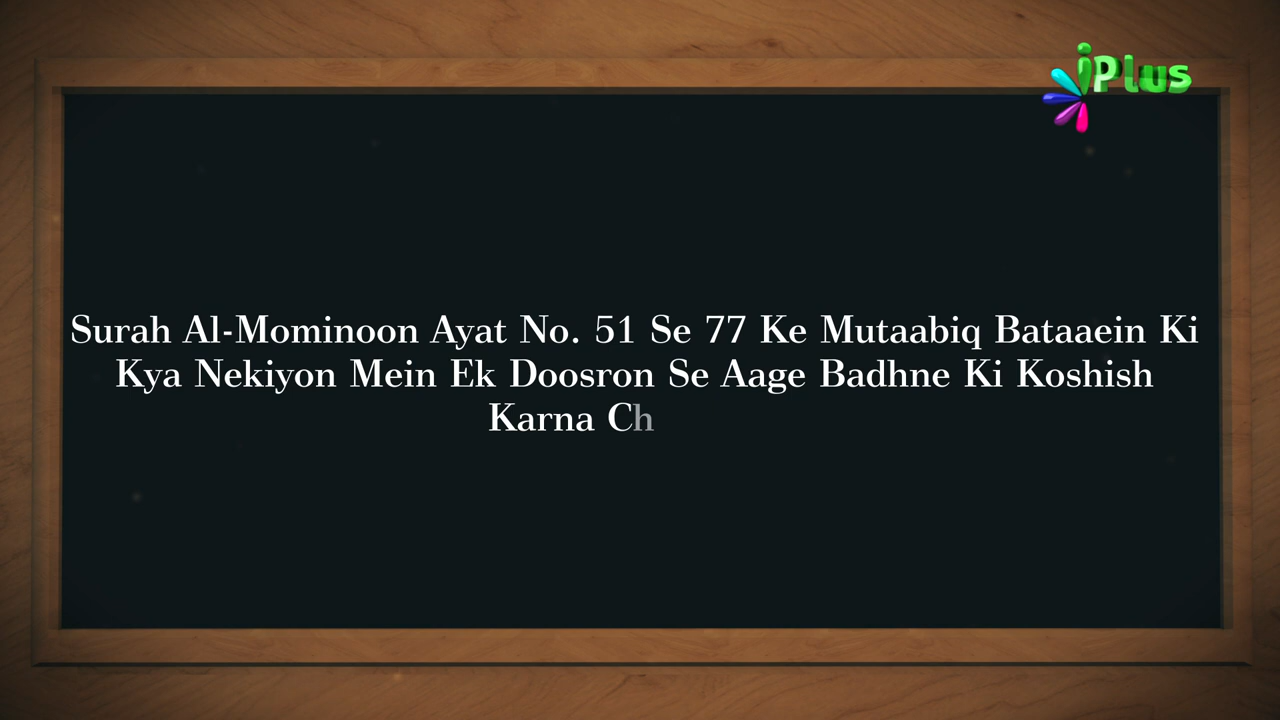 iPlus
Surah Al-Mominoon Ayat No. 51 Se 77 Ke Mutaabiq Bataaein Ki
Kya Nekiyon Mein Ek Doosron Se Aage Badhne Ki Koshish
Karna Ch